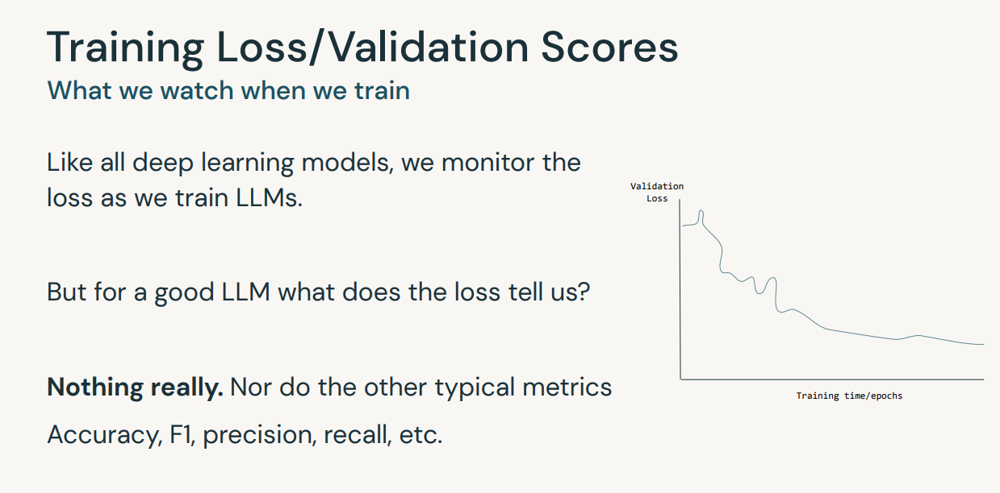 Training Loss/Validation Scores
What we watch when we train
Like all deep learning models, we monitor the
loss as we train LLMs.
But for a good LLM what does the loss tell us?
Nothing really. Nor do the other typical metrics
Accuracy, F1, precision, recall, etc.
Validation
Loss
Training time/epochs